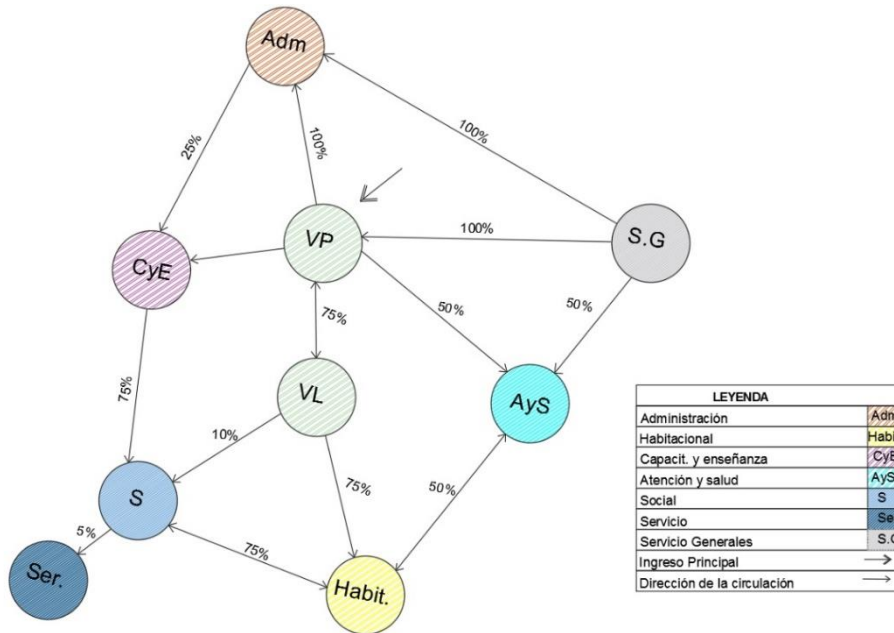 Adm
25%
100%
100%
VP
S.G
CyE
50%
50%
75%
75%
VL
AyS
10%
S
75%
50%
5%
75%
Ser.
Habit.
LEYENDA
Administración Adm
Habitacional Habi
Capacit. y enseñanza CyE
Atención y salud AyS
Social S
Servicio Se
Servicio Generales S.G
Ingreso Principal
Dirección de la circulación